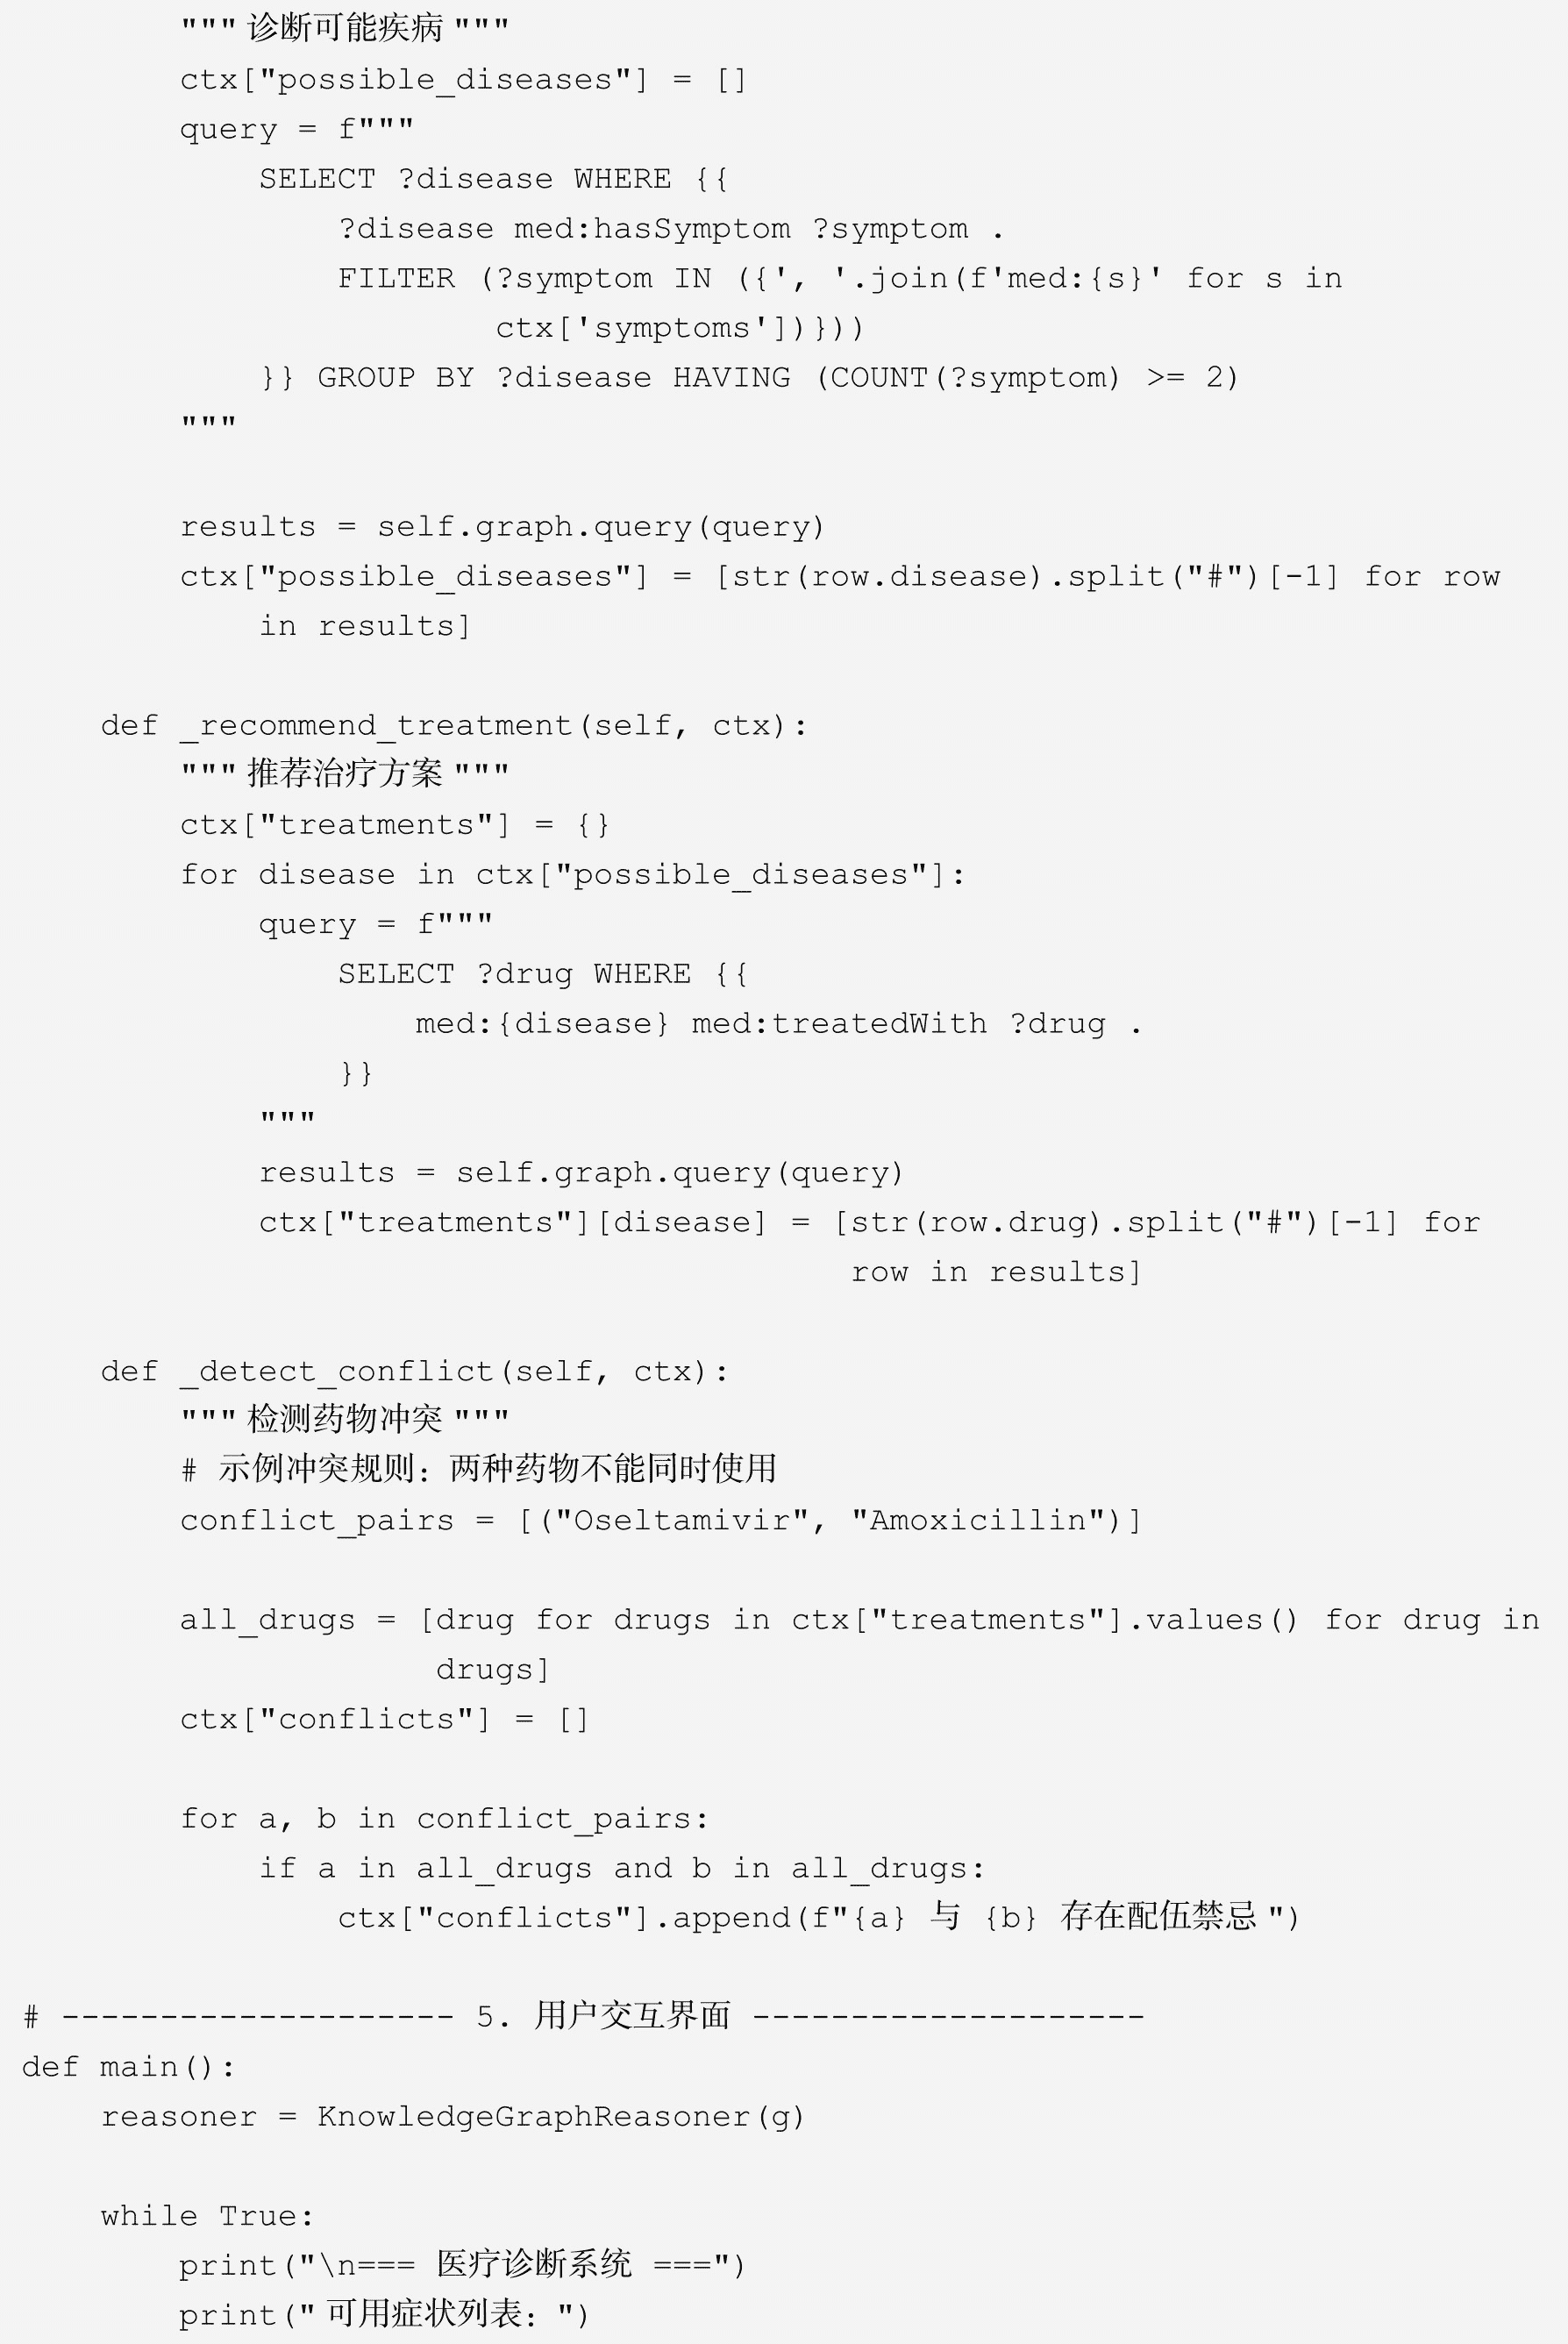 """ 诊断可能疾病 """
        ctx["possible_diseases"] = []
        query = f"""
            SELECT ?disease WHERE {{
                ?disease med:hasSymptom ?symptom .
                FILTER (?symptom IN ({', '.join(f'med:{s}' for s in
                        ctx['symptoms'])}))
            }} GROUP BY ?disease HAVING (COUNT(?symptom) >= 2)
        """

        results = self.graph.query(query)
        ctx["possible_diseases"] = [str(row.disease).split("#")[-1] for row
            in results]

    def _recommend_treatment(self, ctx):
        """ 推荐治疗方案 """
        ctx["treatments"] = {}
        for disease in ctx["possible_diseases"]:
            query = f"""
                SELECT ?drug WHERE {{
                    med:{disease} med:treatedWith ?drug .
                }}
            """
            results = self.graph.query(query)
            ctx["treatments"][disease] = [str(row.drug).split("#")[-1] for
                                          row in results]

    def _detect_conflict(self, ctx):
        """ 检测药物冲突 """
        # 示例冲突规则：两种药物不能同时使用
        conflict_pairs = [("Oseltamivir", "Amoxicillin")]

        all_drugs = [drug for drugs in ctx["treatments"].values() for drug in
                     drugs]
        ctx["conflicts"] = []

        for a, b in conflict_pairs:
            if a in all_drugs and b in all_drugs:
                ctx["conflicts"].append(f"{a} 与 {b} 存在配伍禁忌 ")

# -------------------- 5. 用户交互界面 --------------------
def main():
    reasoner = KnowledgeGraphReasoner(g)

    while True:
        print("\n=== 医疗诊断系统 ===")
        print(" 可用症状列表：")